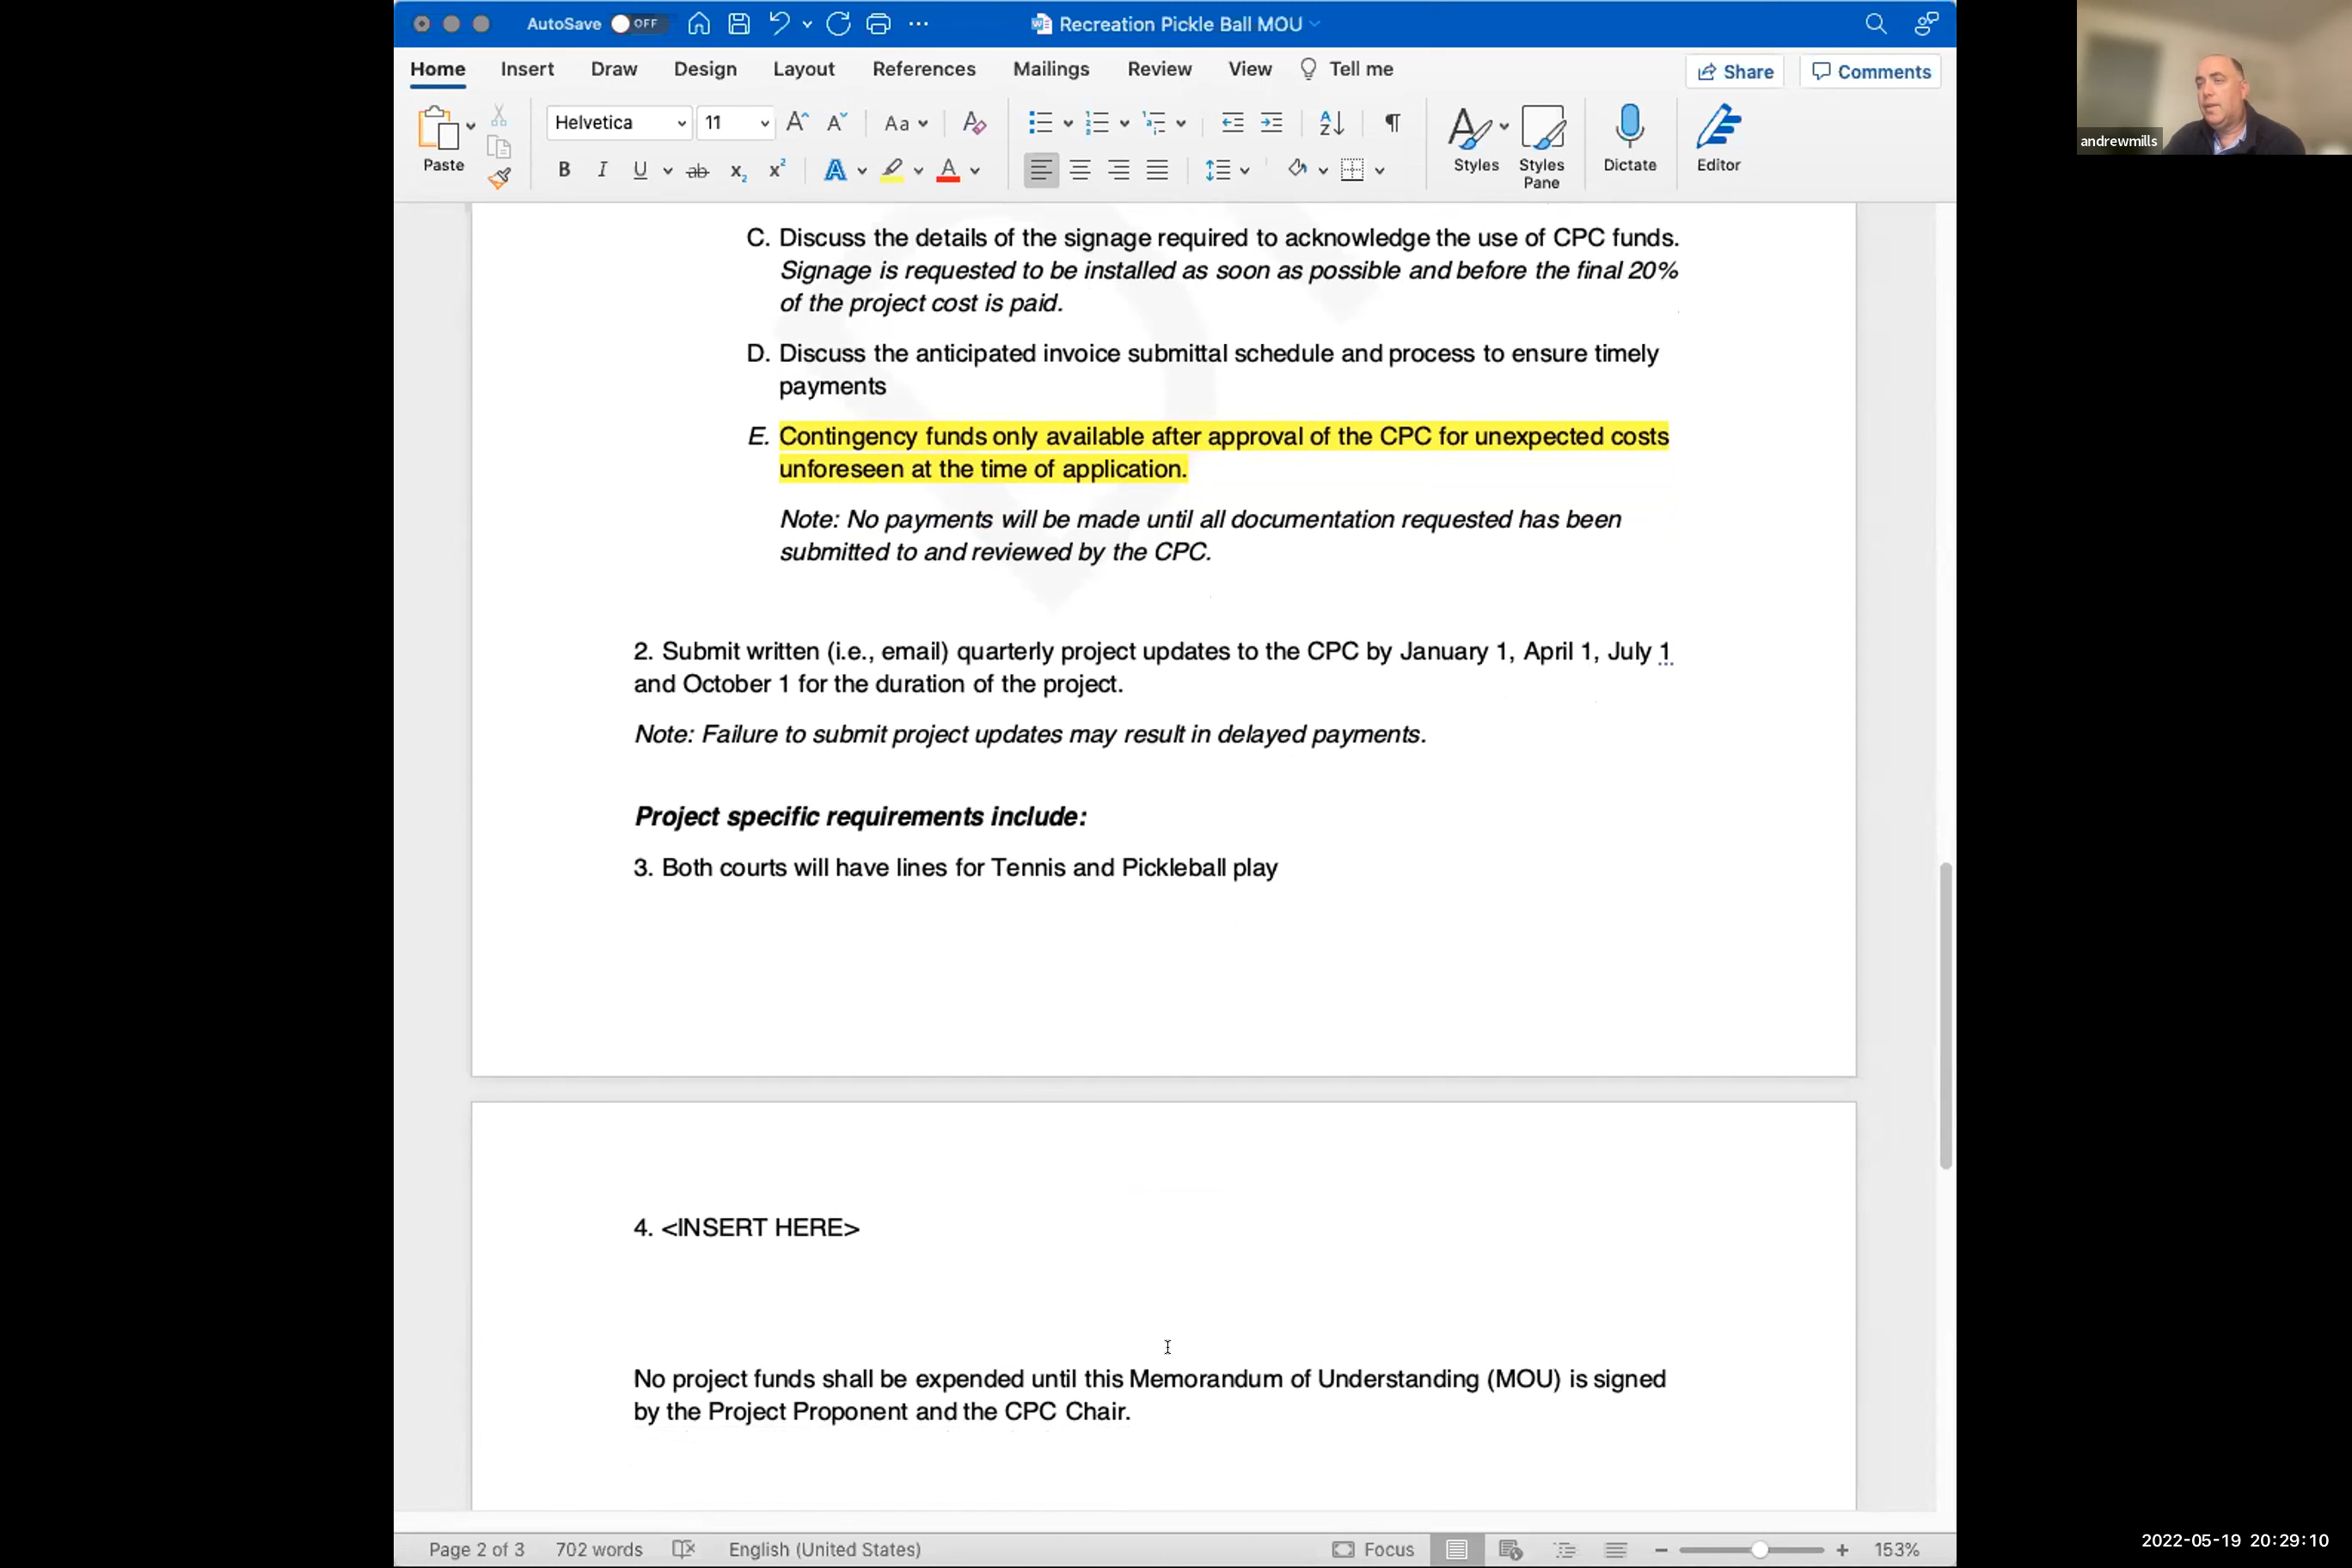 AutoSave OFF Recreation Pickle Ball MOU
Home Insert Draw Design Layout References Mailings Review View Tell me Share Comments
Paste Helvetica 11 Aa Styles Styles Pane Dictate Editor
C. Discuss the details of the signage required to acknowledge the use of CPC funds.
Signage is requested to be installed as soon as possible and before the final 20%
of the project cost is paid.
D. Discuss the anticipated invoice submittal schedule and process to ensure timely
payments
E. Contingency funds only available after approval of the CPC for unexpected costs
unforeseen at the time of application.
Note: No payments will be made until all documentation requested has been
submitted to and reviewed by the CPC.
2. Submit written (i.e., email) quarterly project updates to the CPC by January 1, April 1, July 1
and October 1 for the duration of the project.
Note: Failure to submit project updates may result in delayed payments.
Project specific requirements include:
3. Both courts will have lines for Tennis and Pickleball play
4. <INSERT HERE>
No project funds shall be expended until this Memorandum of Understanding (MOU) is signed
by the Project Proponent and the CPC Chair.
Page 2 of 3 702 words English (United States) Focus 153%
andrewmills
2022-05-19 20:29:10